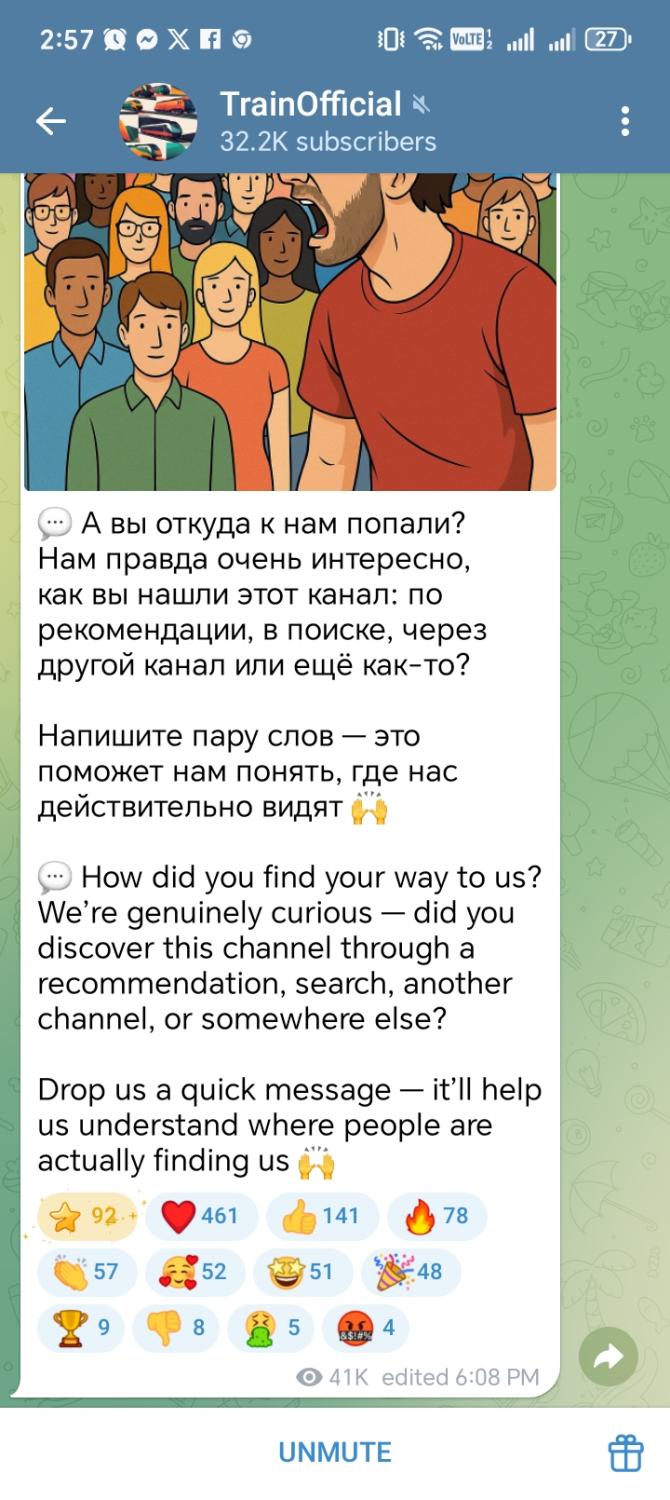 2:57
VoLTE 1 2
27
TrainOfficial
32.2K subscribers
💬 А вы откуда к нам попали?
Нам правда очень интересно,
как вы нашли этот канал: по
рекомендации, в поиске, через
другой канал или ещё как-то?
Напишите пару слов — это
поможет нам понять, где нас
действительно видят 🙌
💬 How did you find your way to us?
We’re genuinely curious — did you
discover this channel through a
recommendation, search, another
channel, or somewhere else?
Drop us a quick message — it’ll help
us understand where people are
actually finding us 🙌
⭐ 92 ❤️ 461 👍 141 🔥 78
👏 57 🥰 52 🤩 51 🎉 48
🏆 9 👎 8 🤮 5 🤬 4
41K edited 6:08 PM
UNMUTE